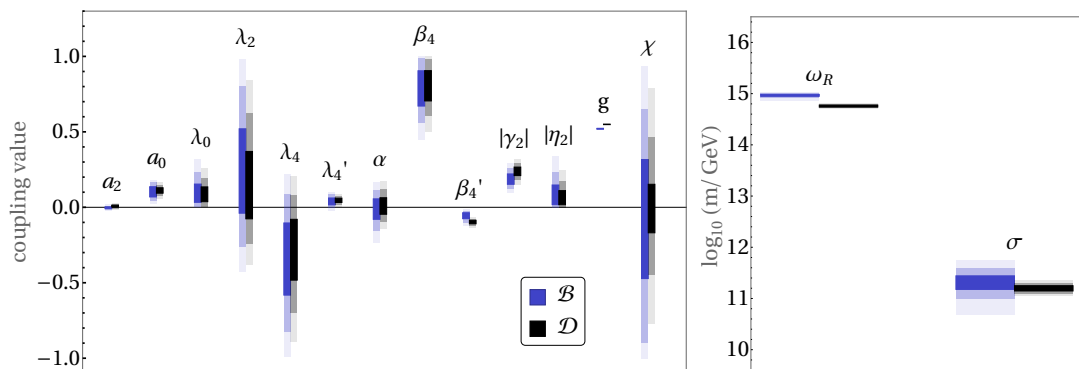 coupling value
1.0
0.5
0.0
−0.5
−1.0
a₂
a₀
λ₀
λ₂
λ₄
λ₄'
α
β₄
β₄'
|γ₂|
|η₂|
g
χ
ℬ
𝒟
log₁₀ (m/ GeV)
16
15
14
13
12
11
10
ω_R
σ